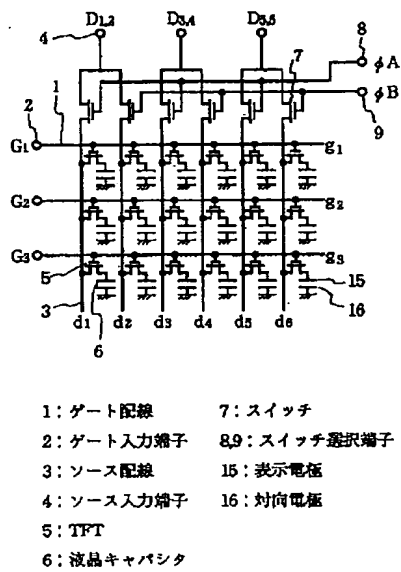 D1,2 D3,4 D5,6
4 8
φA
7
φB
2 1 9
G1 g1
G2 g2
G3 g3
5 15
3 d1 d2 d3 d4 d5 d6 16
6
1：ゲート配線 7：スイッチ
2：ゲート入力端子 8,9：スイッチ選択端子
3：ソース配線 15：表示電極
4：ソース入力端子 16：対向電極
5：TFT
6：液晶キャパシタ